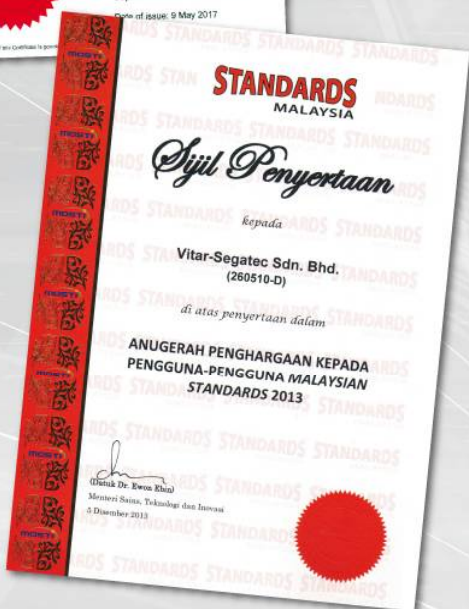 Date of issue: 9 May 2017
STANDARDS
MALAYSIA
Sijil Penyertaan
kepada
Vitar-Segatec Sdn. Bhd.
(260510-D)
di atas penyertaan dalam
ANUGERAH PENGHARGAAN KEPADA
PENGGUNA-PENGGUNA MALAYSIAN
STANDARDS 2013
(Datuk Dr. Ewon Ebin)
Menteri Sains, Teknologi dan Inovasi
5 Disember 2013